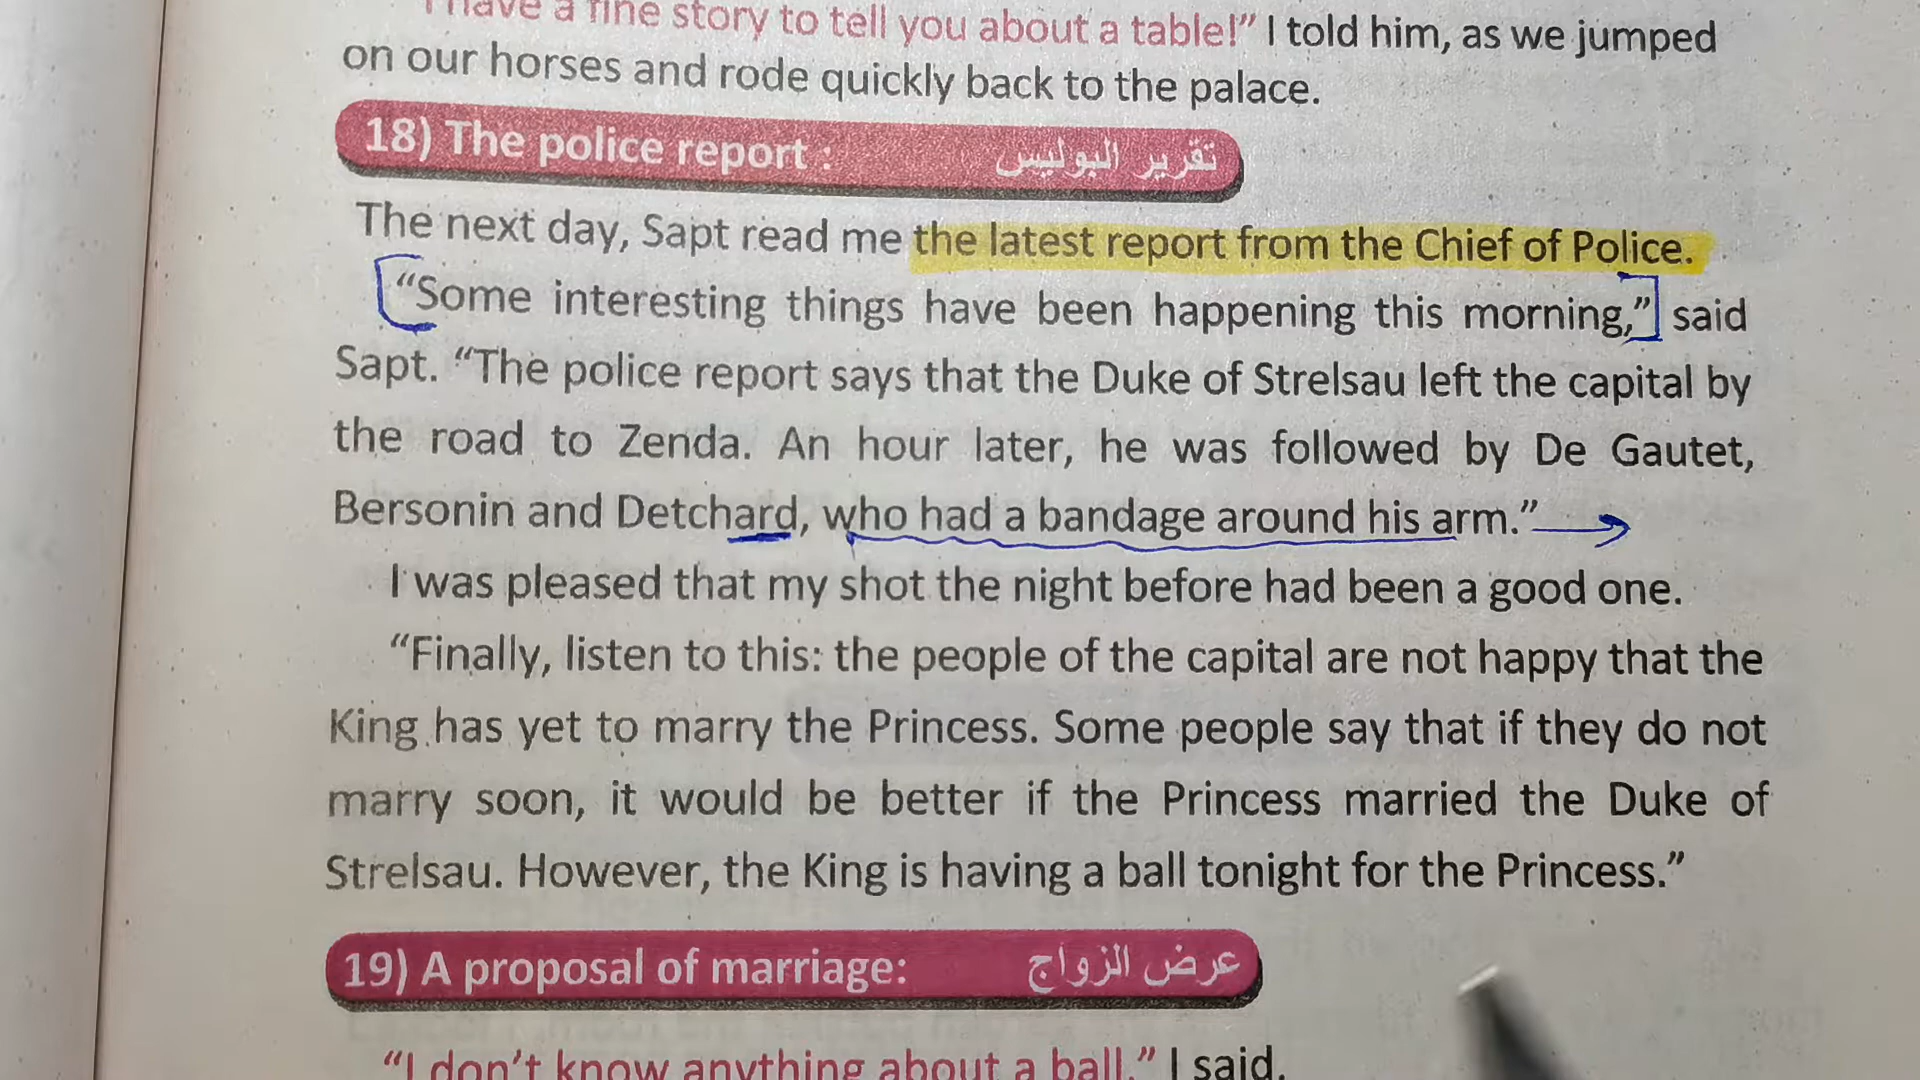 I have a fine story to tell you about a table!” I told him, as we jumped
on our horses and rode quickly back to the palace.
18) The police report : تقرير البوليس
The next day, Sapt read me the latest report from the Chief of Police.
“Some interesting things have been happening this morning,” said
Sapt. “The police report says that the Duke of Strelsau left the capital by
the road to Zenda. An hour later, he was followed by De Gautet,
Bersonin and Detchard, who had a bandage around his arm.”
I was pleased that my shot the night before had been a good one.
“Finally, listen to this: the people of the capital are not happy that the
King has yet to marry the Princess. Some people say that if they do not
marry soon, it would be better if the Princess married the Duke of
Strelsau. However, the King is having a ball tonight for the Princess.”
19) A proposal of marriage: عرض الزواج
“I don’t know anything about a ball,” I said.